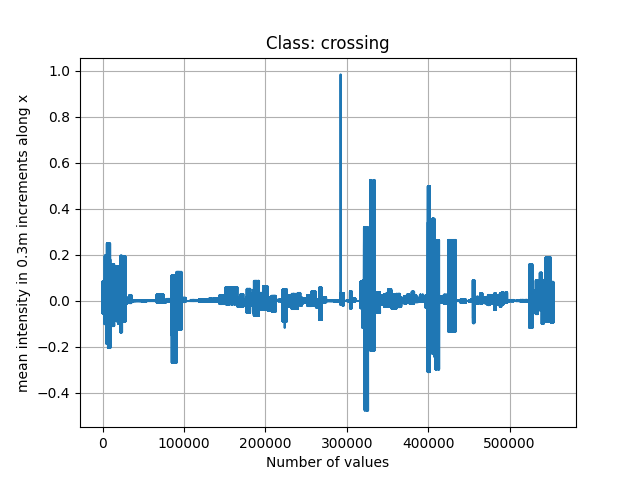 Class: crossing
mean intensity in 0.3m increments along x
1.0
0.8
0.6
0.4
0.2
0.0
−0.2
−0.4
0 100000 200000 300000 400000 500000
Number of values